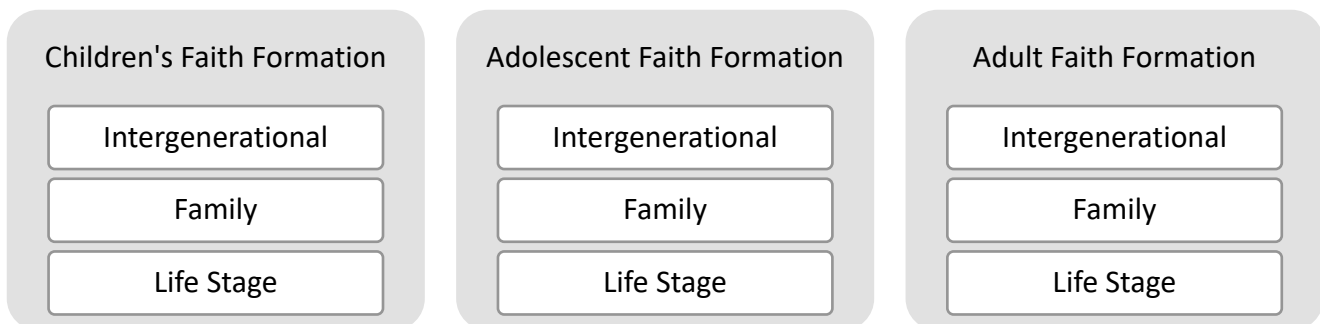 Children's Faith Formation
Intergenerational
Family
Life Stage
Adolescent Faith Formation
Intergenerational
Family
Life Stage
Adult Faith Formation
Intergenerational
Family
Life Stage